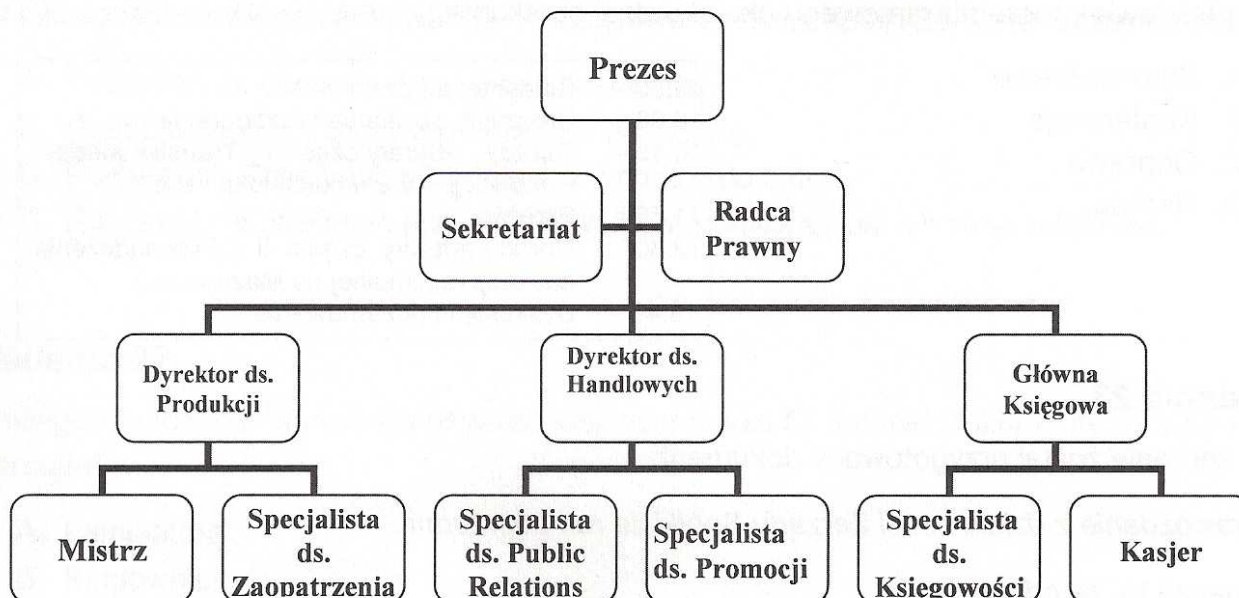 Prezes
Sekretariat
Radca
Prawny
Dyrektor ds.
Produkcji
Dyrektor ds.
Handlowych
Główna
Księgowa
Mistrz
Specjalista
ds.
Zaopatrzenia
Specjalista
ds. Public
Relations
Specjalista
ds. Promocji
Specjalista
ds.
Księgowości
Kasjer